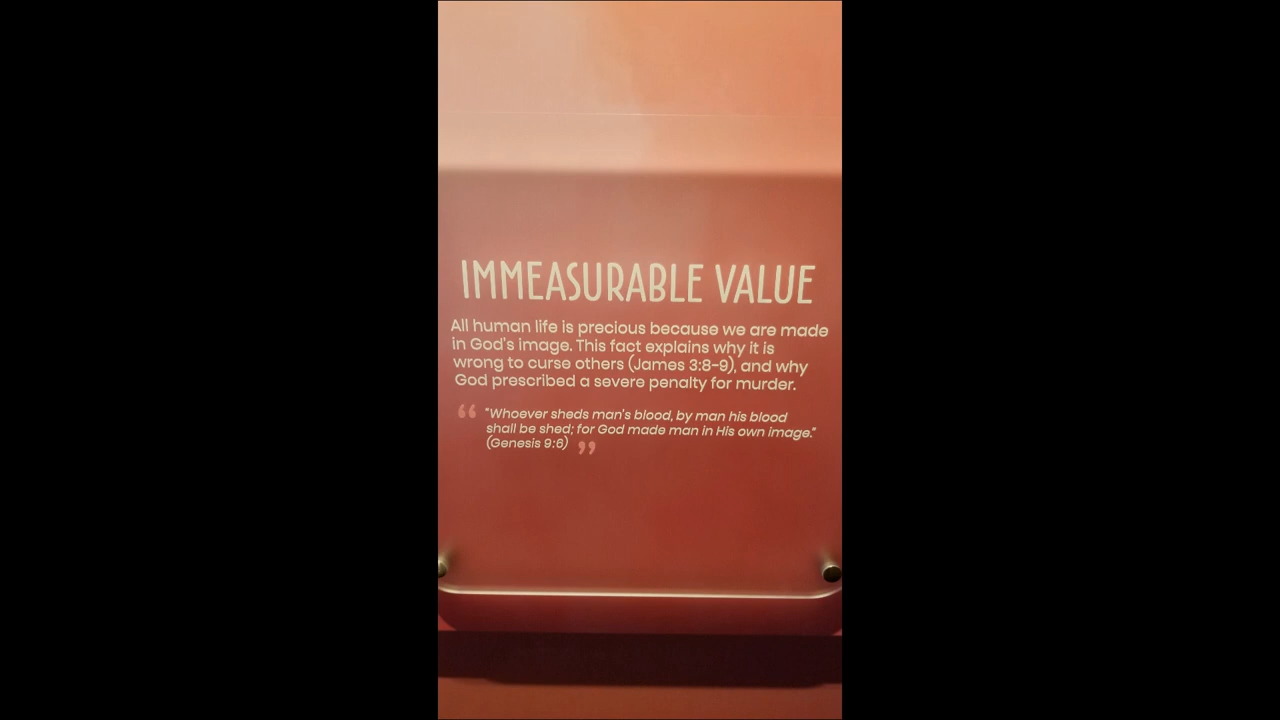 IMMEASURABLE VALUE
All human life is precious because we are made
in God's image. This fact explains why it is
wrong to curse others (James 3:8-9), and why
God prescribed a severe penalty for murder.
“ "Whoever sheds man's blood, by man his blood
shall be shed; for God made man in His own image."
(Genesis 9:6) ”